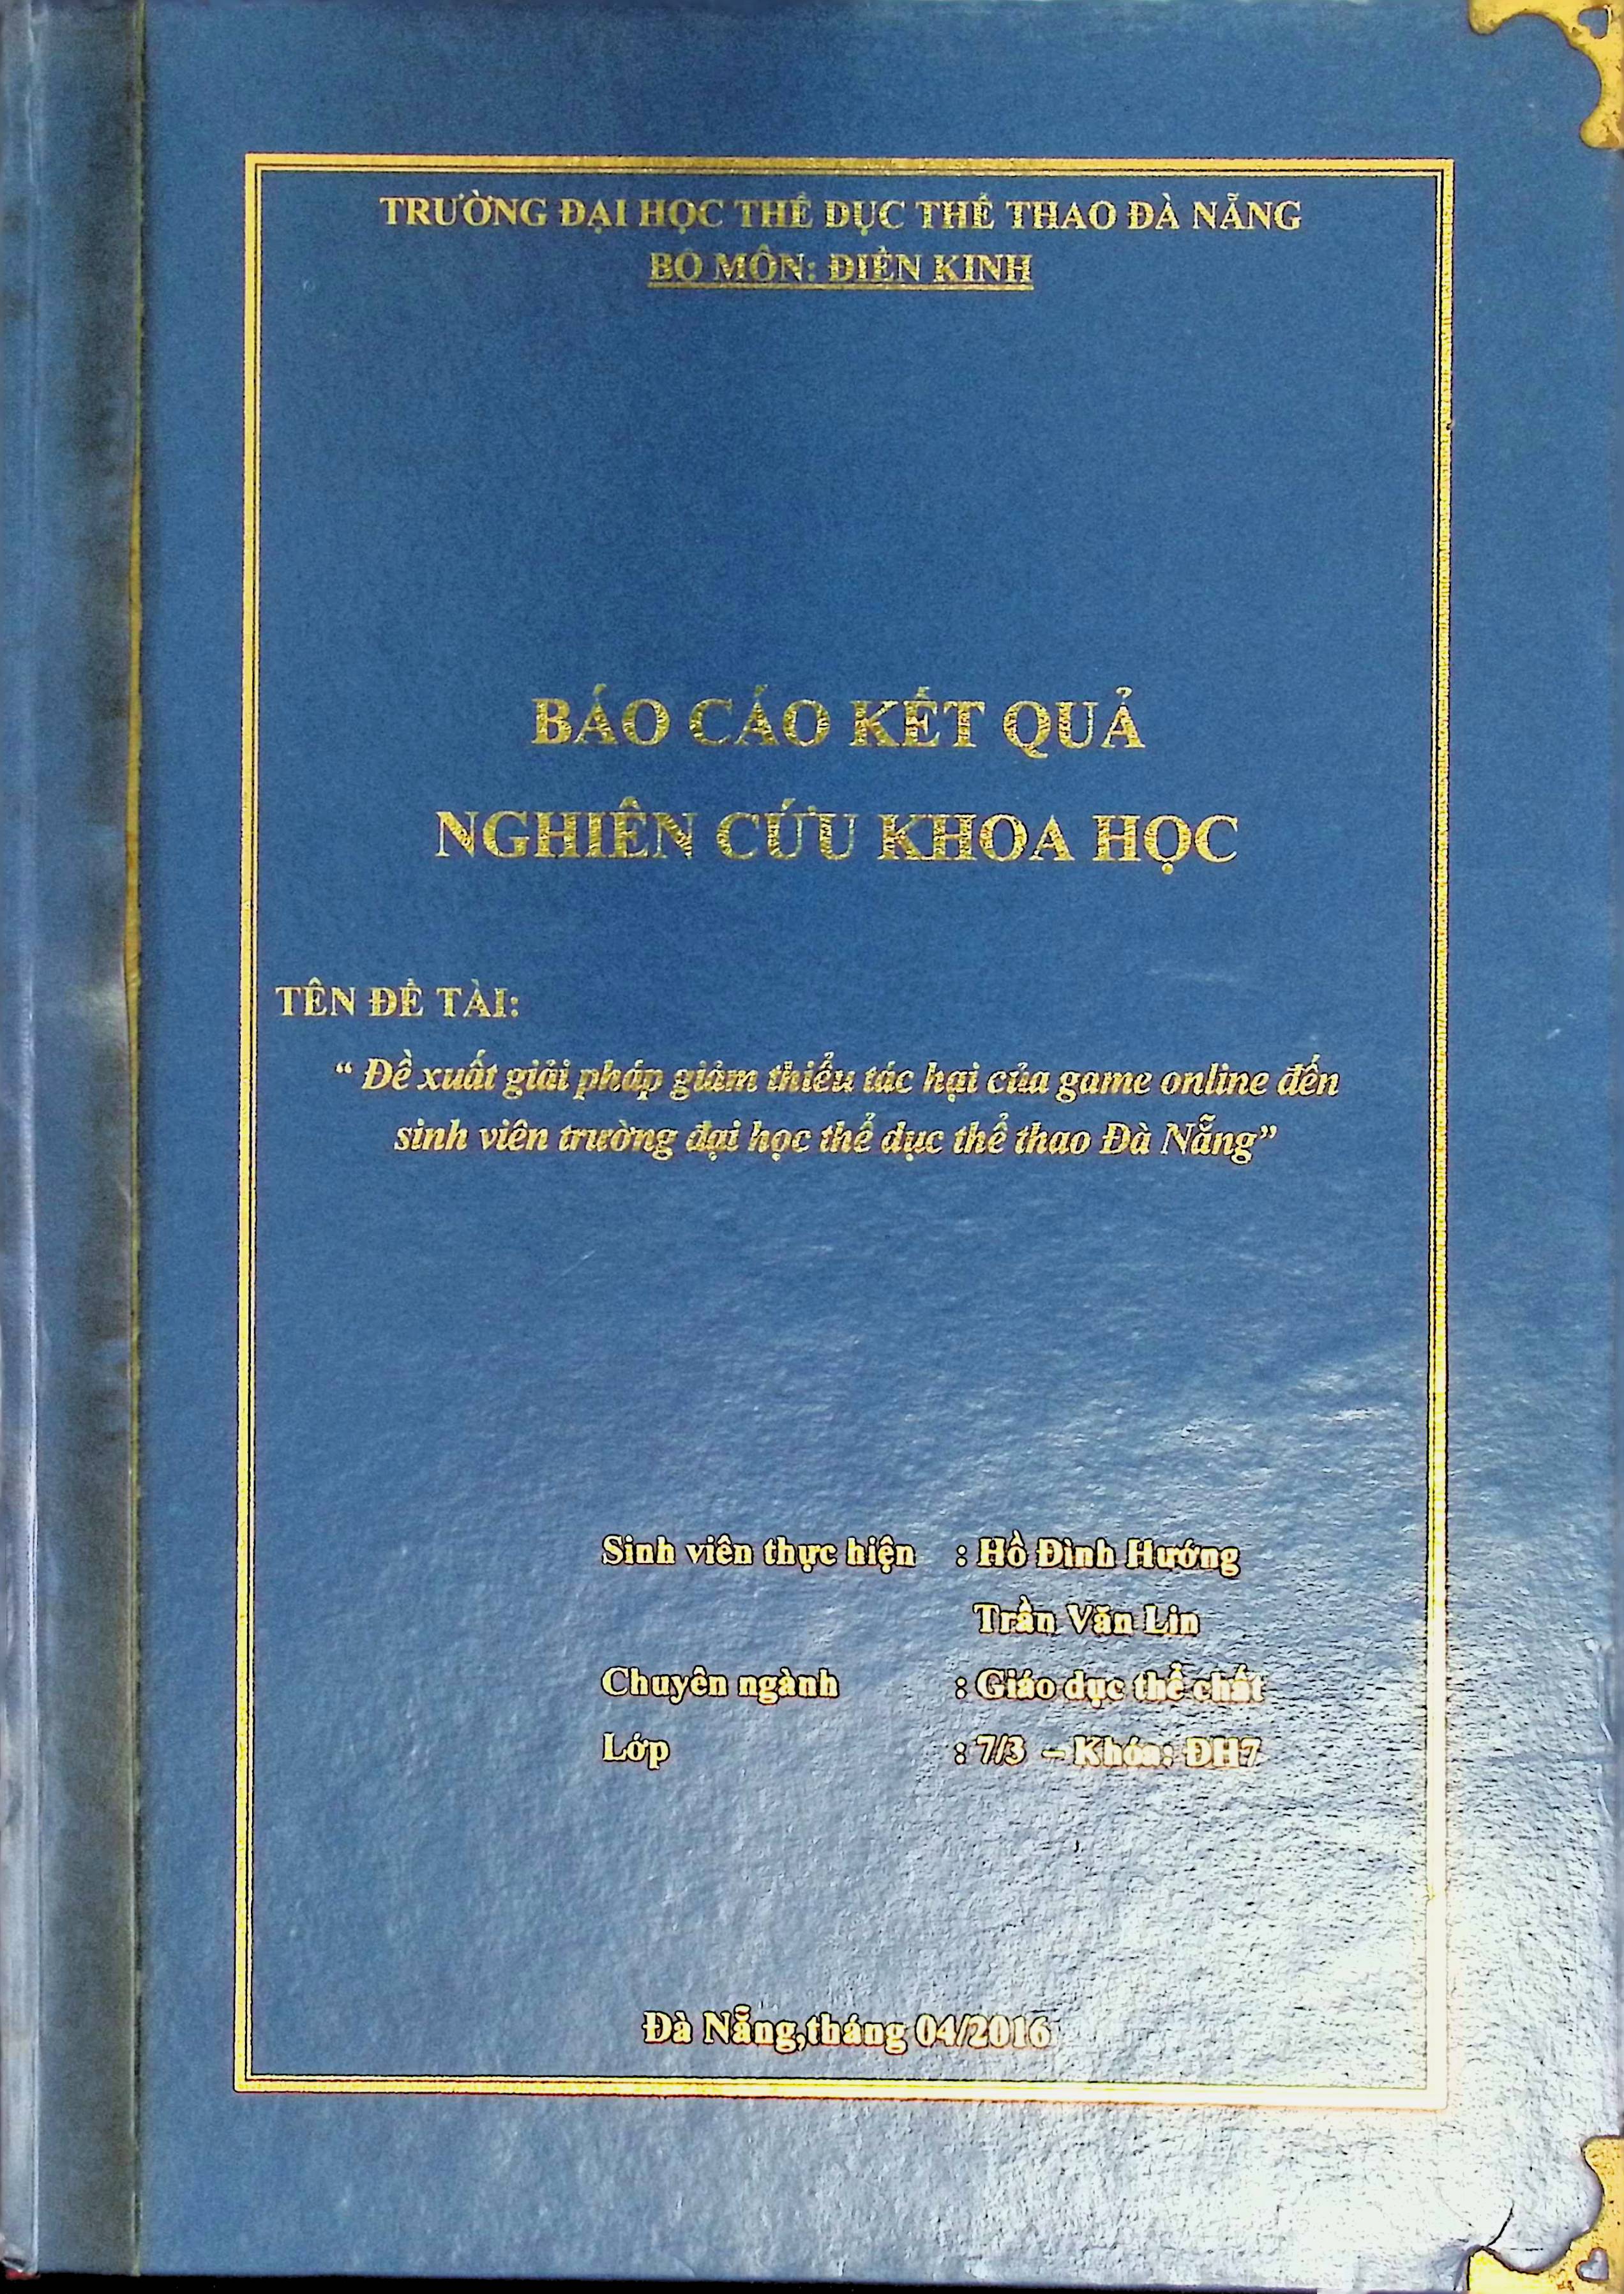 TRƯỜNG ĐẠI HỌC THỂ DỤC THỂ THAO ĐÀ NẴNG
BỘ MÔN: ĐIỀN KINH
BÁO CÁO KẾT QUẢ
NGHIÊN CỨU KHOA HỌC
TÊN ĐỀ TÀI:
“ Đề xuất giải pháp giảm thiểu tác hại của game online đến
sinh viên trường đại học thể dục thể thao Đà Nẵng”
Sinh viên thực hiện : Hồ Đình Hướng
Trần Văn Lin
Chuyên ngành : Giáo dục thể chất
Lớp : 7/3 – Khóa: ĐH7
Đà Nẵng,tháng 04/2016